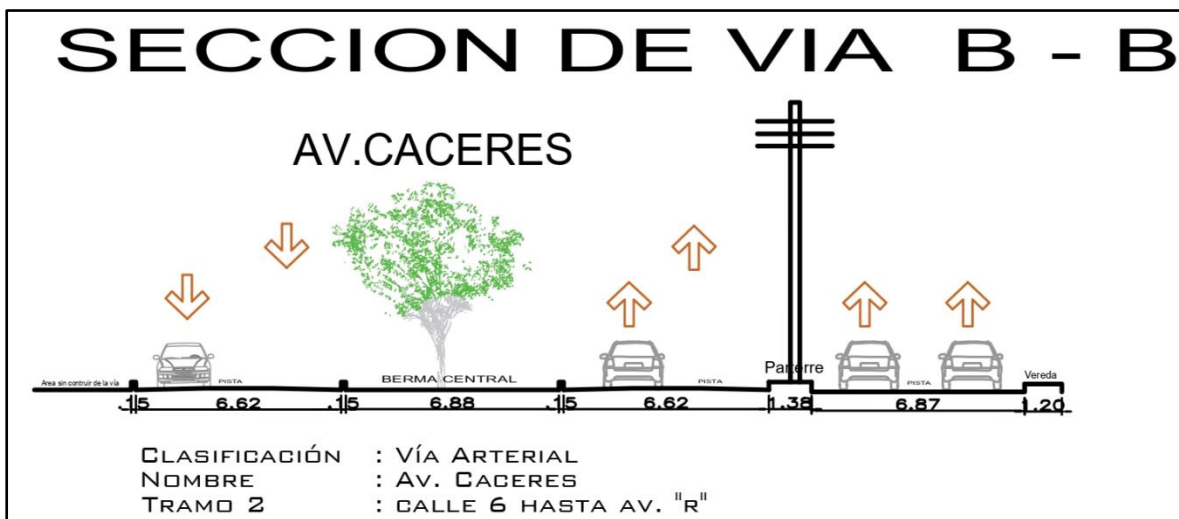 SECCION DE VIA B - B
AV.CACERES
Area sin contruir de la vía
PISTA
BERMA CENTRAL
PISTA
Parterre
PISTA
Vereda
.15 6.62 .15 6.88 .15 6.62 1.38 6.87 1.20
CLASIFICACIÓN : VÍA ARTERIAL
NOMBRE : AV. CACERES
TRAMO 2 : CALLE 6 HASTA AV. "R"